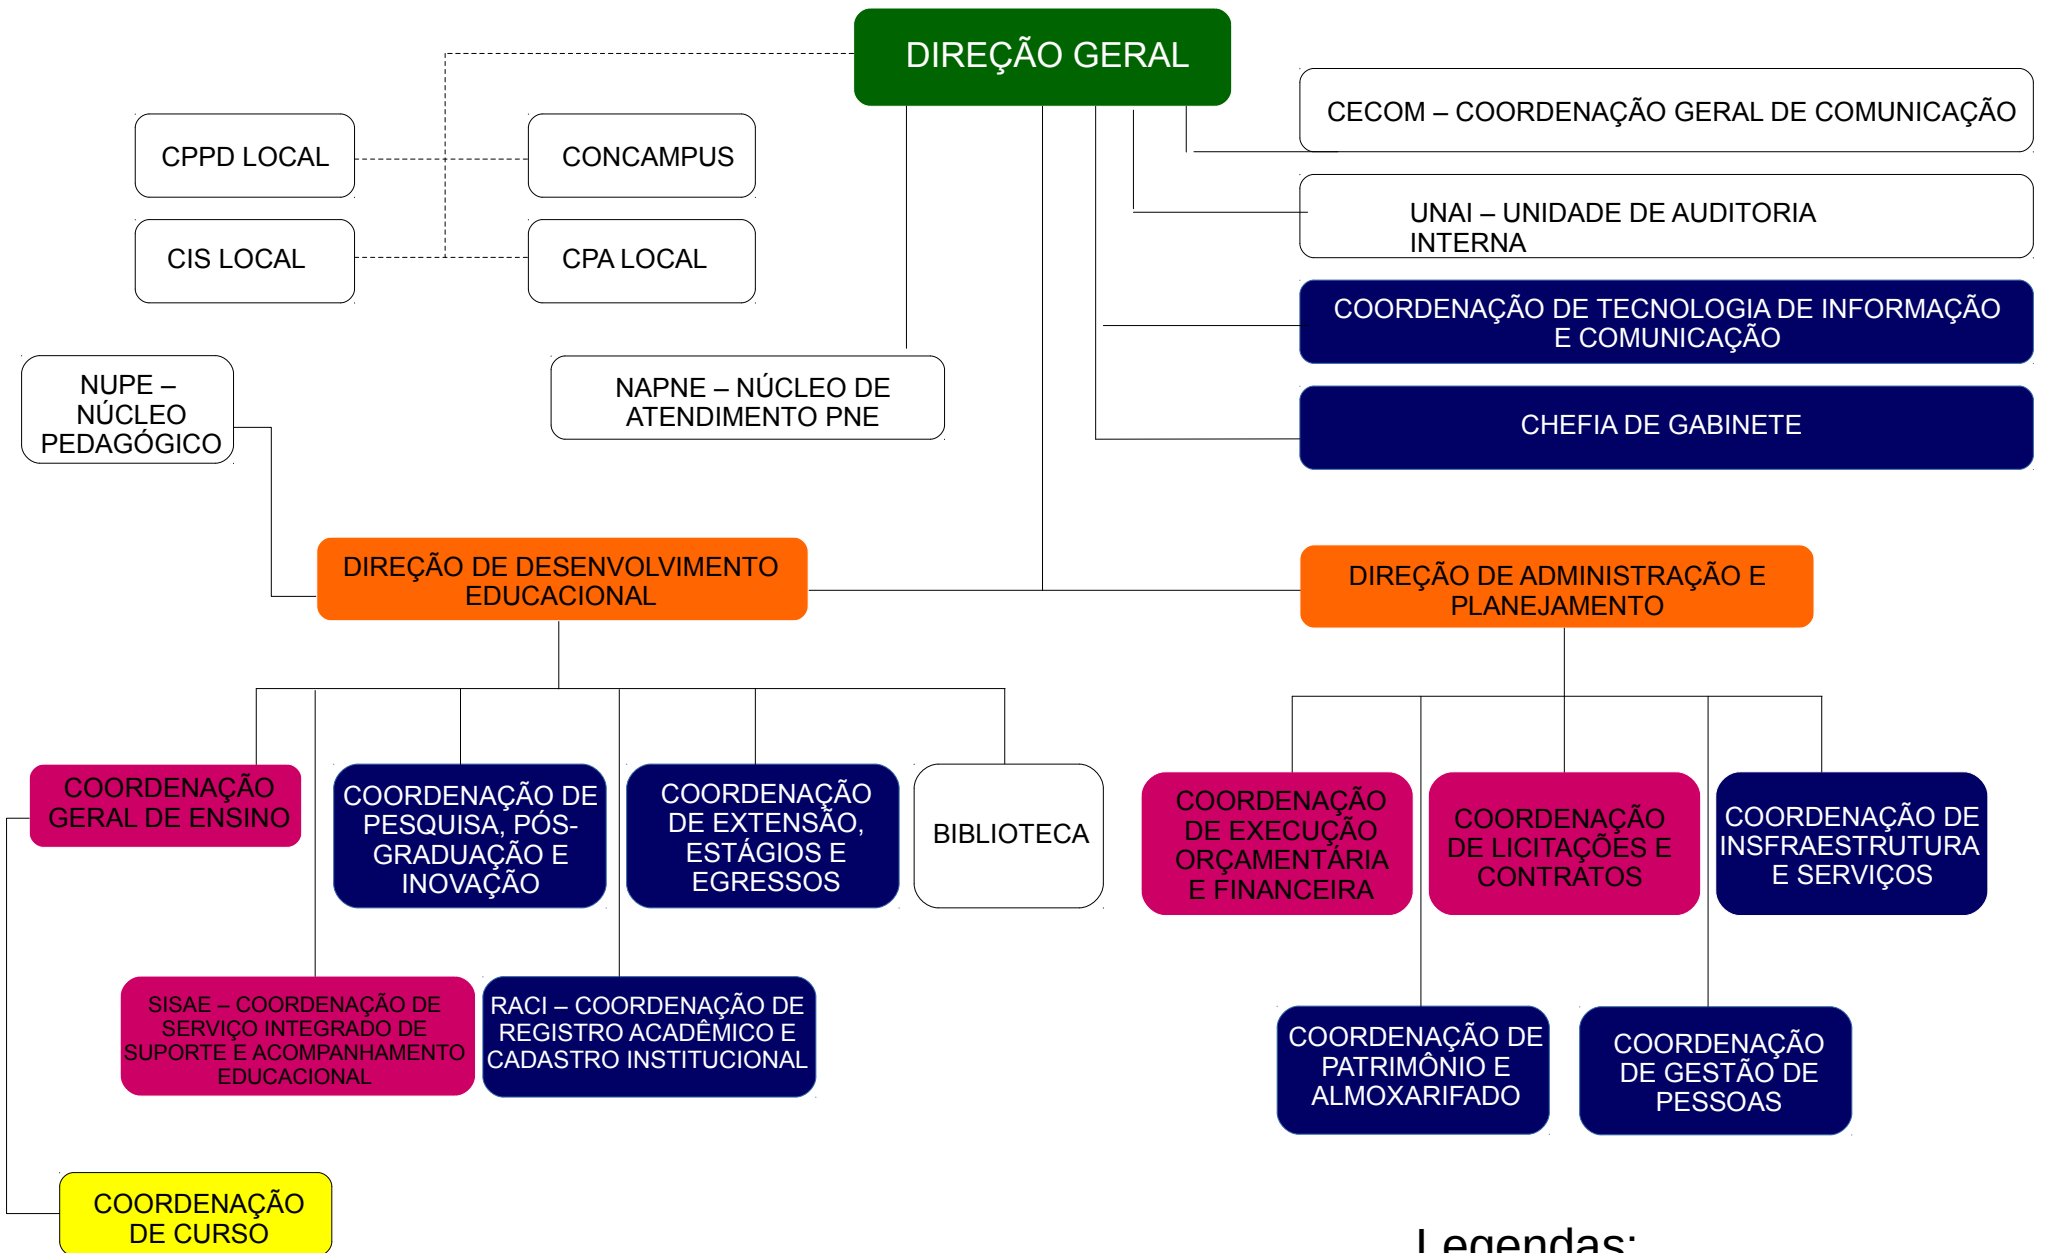 DIREÇÃO GERAL
CECOM – COORDENAÇÃO GERAL DE COMUNICAÇÃO
CPPD LOCAL
CONCAMPUS
UNAI – UNIDADE DE AUDITORIA
INTERNA
CIS LOCAL
CPA LOCAL
COORDENAÇÃO DE TECNOLOGIA DE INFORMAÇÃO
E COMUNICAÇÃO
NUPE –
NÚCLEO
PEDAGÓGICO
NAPNE – NÚCLEO DE
ATENDIMENTO PNE
CHEFIA DE GABINETE
DIREÇÃO DE DESENVOLVIMENTO
EDUCACIONAL
DIREÇÃO DE ADMINISTRAÇÃO E
PLANEJAMENTO
COORDENAÇÃO
GERAL DE ENSINO
COORDENAÇÃO DE
PESQUISA, PÓS-
GRADUAÇÃO E
INOVAÇÃO
COORDENAÇÃO
DE EXTENSÃO,
ESTÁGIOS E
EGRESSOS
BIBLIOTECA
COORDENAÇÃO
DE EXECUÇÃO
ORÇAMENTÁRIA
E FINANCEIRA
COORDENAÇÃO
DE LICITAÇÕES E
CONTRATOS
COORDENAÇÃO DE
INSFRAESTRUTURA
E SERVIÇOS
SISAE – COORDENAÇÃO DE
SERVIÇO INTEGRADO DE
SUPORTE E ACOMPANHAMENTO
EDUCACIONAL
RACI – COORDENAÇÃO DE
REGISTRO ACADÊMICO E
CADASTRO INSTITUCIONAL
COORDENAÇÃO DE
PATRIMÔNIO E
ALMOXARIFADO
COORDENAÇÃO
DE GESTÃO DE
PESSOAS
COORDENAÇÃO
DE CURSO
Legendas: